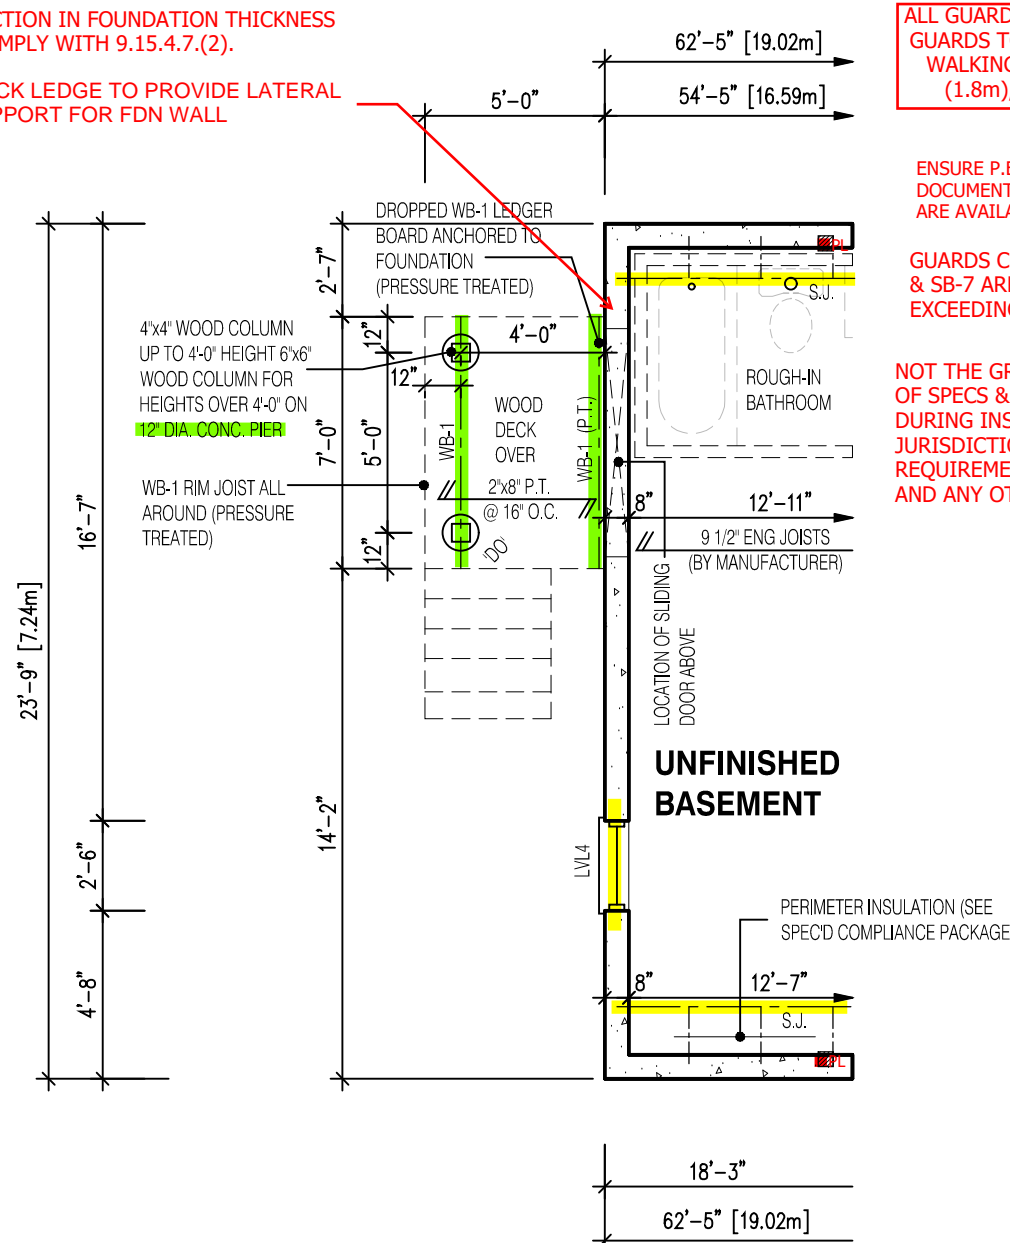 CTION IN FOUNDATION THICKNESS
MPLY WITH 9.15.4.7.(2).
CK LEDGE TO PROVIDE LATERAL
PPORT FOR FDN WALL
62'-5" [19.02m]
5'-0"
54'-5" [16.59m]
ALL GUARD
GUARDS T
WALKING
(1.8m),
ENSURE P.E
DOCUMENT
ARE AVAILA
GUARDS C
& SB-7 ARE
EXCEEDING
NOT THE GR
OF SPECS &
DURING INS
JURISDICTIO
REQUIREME
AND ANY OT
DROPPED WB-1 LEDGER
BOARD ANCHORED TO
FOUNDATION
(PRESSURE TREATED)
PL
S.J.
2'-7"
12"
4'-0"
4"x4" WOOD COLUMN
UP TO 4'-0" HEIGHT 6"x6"
WOOD COLUMN FOR
HEIGHTS OVER 4'-0" ON
12" DIA. CONC. PIER
12"
ROUGH-IN
BATHROOM
WOOD
DECK
OVER
2"x8" P.T.
@ 16" O.C.
WB-1
WB-1 (P.T.)
7'-0"
5'-0"
12"
'DO'
WB-1 RIM JOIST ALL
AROUND (PRESSURE
TREATED)
8"
12'-11"
9 1/2" ENG JOISTS
(BY MANUFACTURER)
LOCATION OF SLIDING
DOOR ABOVE
16'-7"
23'-9" [7.24m]
UNFINISHED
BASEMENT
14'-2"
2'-6"
LVL4
PERIMETER INSULATION (SEE
SPEC'D COMPLIANCE PACKAGE
4'-8"
8"
12'-7"
S.J.
PL
18'-3"
62'-5" [19.02m]